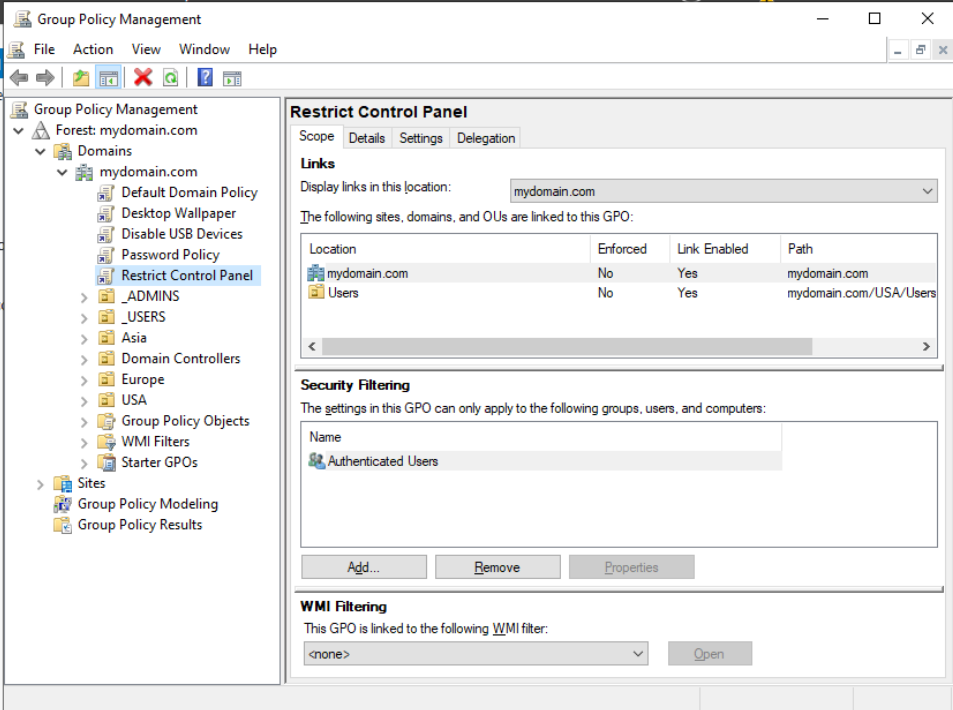 Group Policy Management
File Action View Window Help
Group Policy Management
Forest: mydomain.com
Domains
mydomain.com
Default Domain Policy
Desktop Wallpaper
Disable USB Devices
Password Policy
Restrict Control Panel
_ADMINS
_USERS
Asia
Domain Controllers
Europe
USA
Group Policy Objects
WMI Filters
Starter GPOs
Sites
Group Policy Modeling
Group Policy Results
Restrict Control Panel
Scope Details Settings Delegation
Links
Display links in this location: mydomain.com
The following sites, domains, and OUs are linked to this GPO:
Location Enforced Link Enabled Path
mydomain.com No Yes mydomain.com
Users No Yes mydomain.com/USA/Users
Security Filtering
The settings in this GPO can only apply to the following groups, users, and computers:
Name
Authenticated Users
Add... Remove Properties
WMI Filtering
This GPO is linked to the following WMI filter:
<none> Open